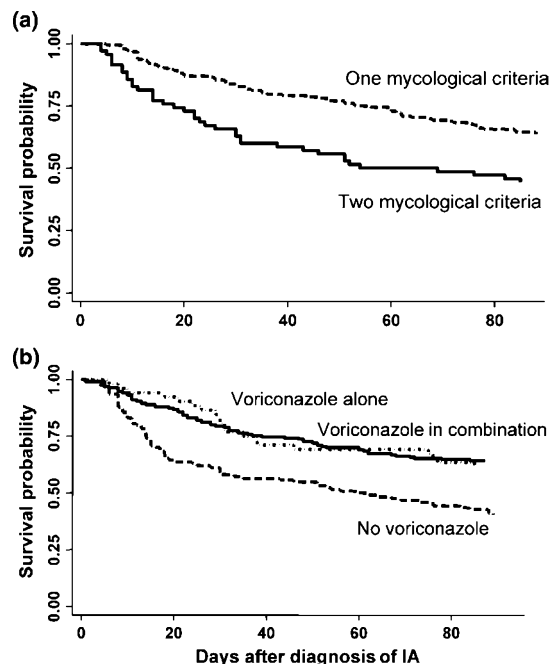 (a)
1.00
0.75
0.50
0.25
0.00
Survival probability
One mycological criteria
Two mycological criteria
0 20 40 60 80
(b)
1.00
0.75
0.50
0.25
0.00
Survival probability
Voriconazole alone
Voriconazole in combination
No voriconazole
0 20 40 60 80
Days after diagnosis of IA